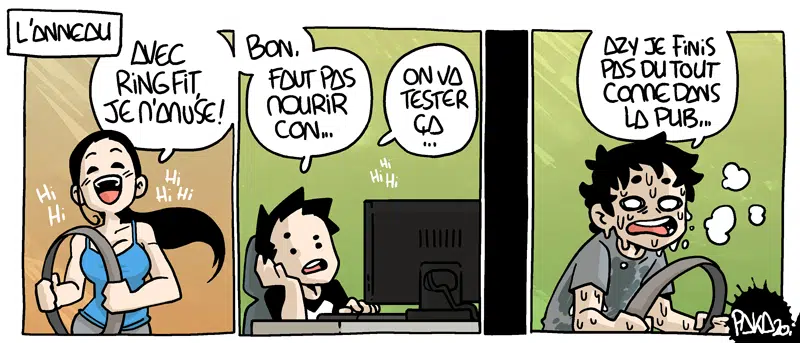 L'ANNEAU
AVEC
RING FIT,
JE M'AMUSE!
Hi
Hi
Hi
Hi Hi
BON.
FAUT PAS
MOURIR
CON...
ON VA
TESTER
ÇA
...
Hi
Hi Hi
AZY JE FINIS
PAS DU TOUT
COMME DANS
LA PUB...
PAKA20.